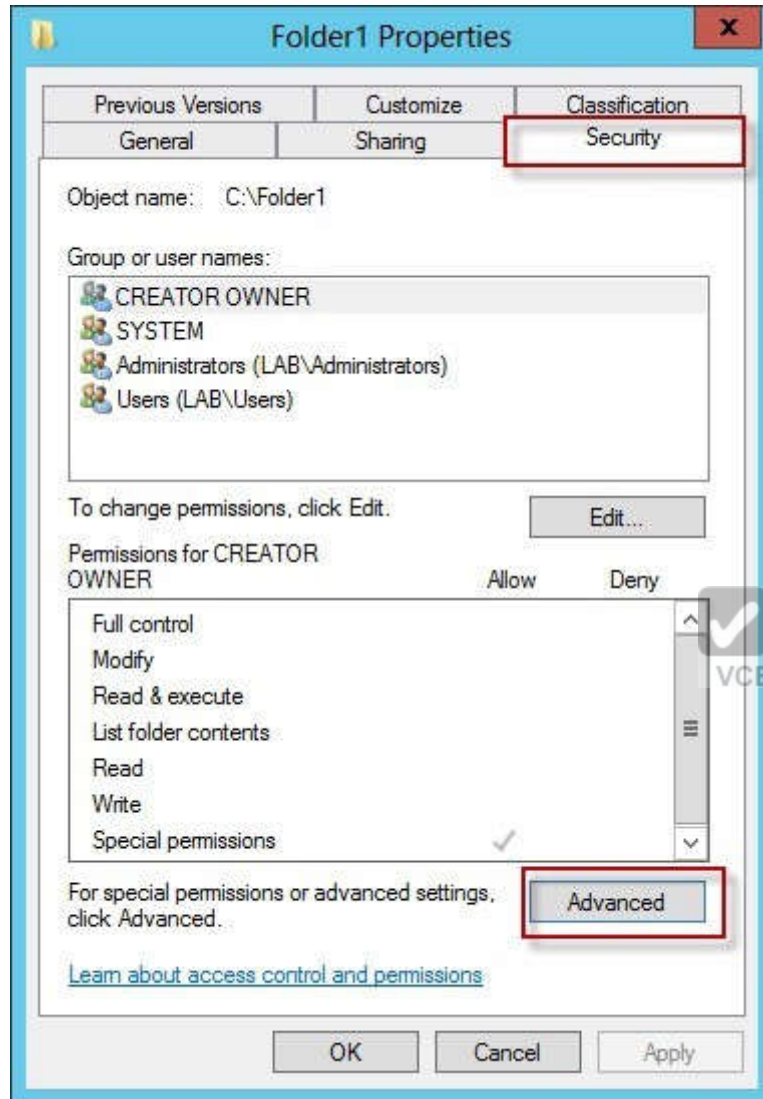 Folder1 Properties
x
Previous Versions Customize Classification
General Sharing Security
Object name: C:\Folder1
Group or user names:
CREATOR OWNER
SYSTEM
Administrators (LAB\Administrators)
Users (LAB\Users)
To change permissions, click Edit.
Edit...
Permissions for CREATOR
OWNER Allow Deny
Full control
Modify
Read & execute
List folder contents
Read
Write
Special permissions
VCE
For special permissions or advanced settings,
click Advanced.
Advanced
Learn about access control and permissions
OK Cancel Apply